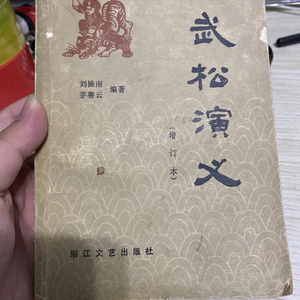 武松演义
（增订本）
刘操南
茅赛云
编著
浙江文艺出版社